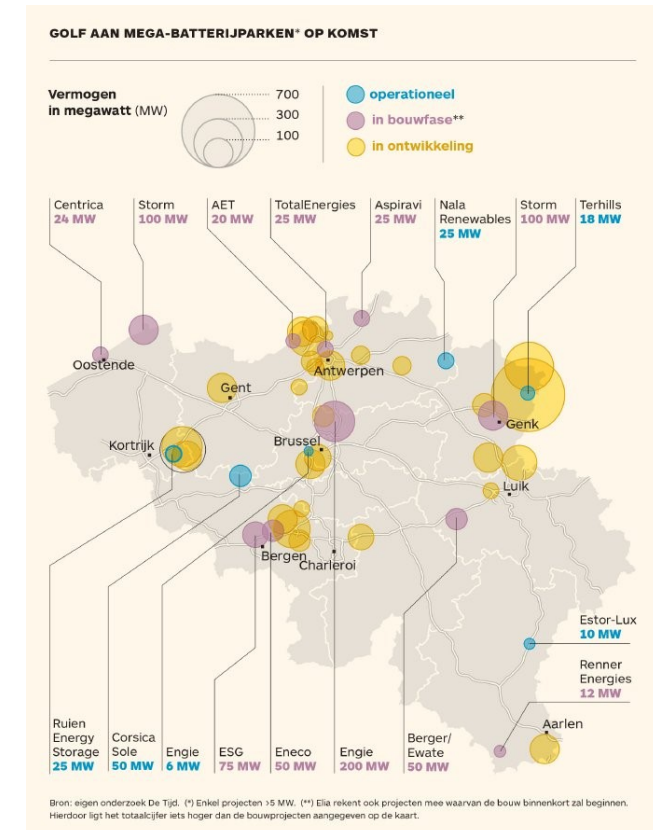 GOLF AAN MEGA-BATTERIJPARKEN* OP KOMST
Vermogen
in megawatt (MW)
700
300
100
operationeel
in bouwfase**
in ontwikkeling
Centrica
24 MW
Storm
100 MW
AET
20 MW
TotalEnergies
25 MW
Aspiravi
25 MW
Nala
Renewables
25 MW
Storm
100 MW
Terhills
18 MW
Oostende
Antwerpen
Gent
Genk
Kortrijk
Brussel
Luik
Bergen
Charleroi
Estor-Lux
10 MW
Renner
Energies
12 MW
Aarlen
Ruien
Energy
Storage
25 MW
Corsica
Sole
50 MW
Engie
6 MW
ESG
75 MW
Eneco
50 MW
Engie
200 MW
Berger/
Ewate
50 MW
Bron: eigen onderzoek De Tijd. (*) Enkel projecten >5 MW. (**) Elia rekent ook projecten mee waarvan de bouw binnenkort zal beginnen.
Hierdoor ligt het totaalcijfer iets hoger dan de bouwprojecten aangegeven op de kaart.